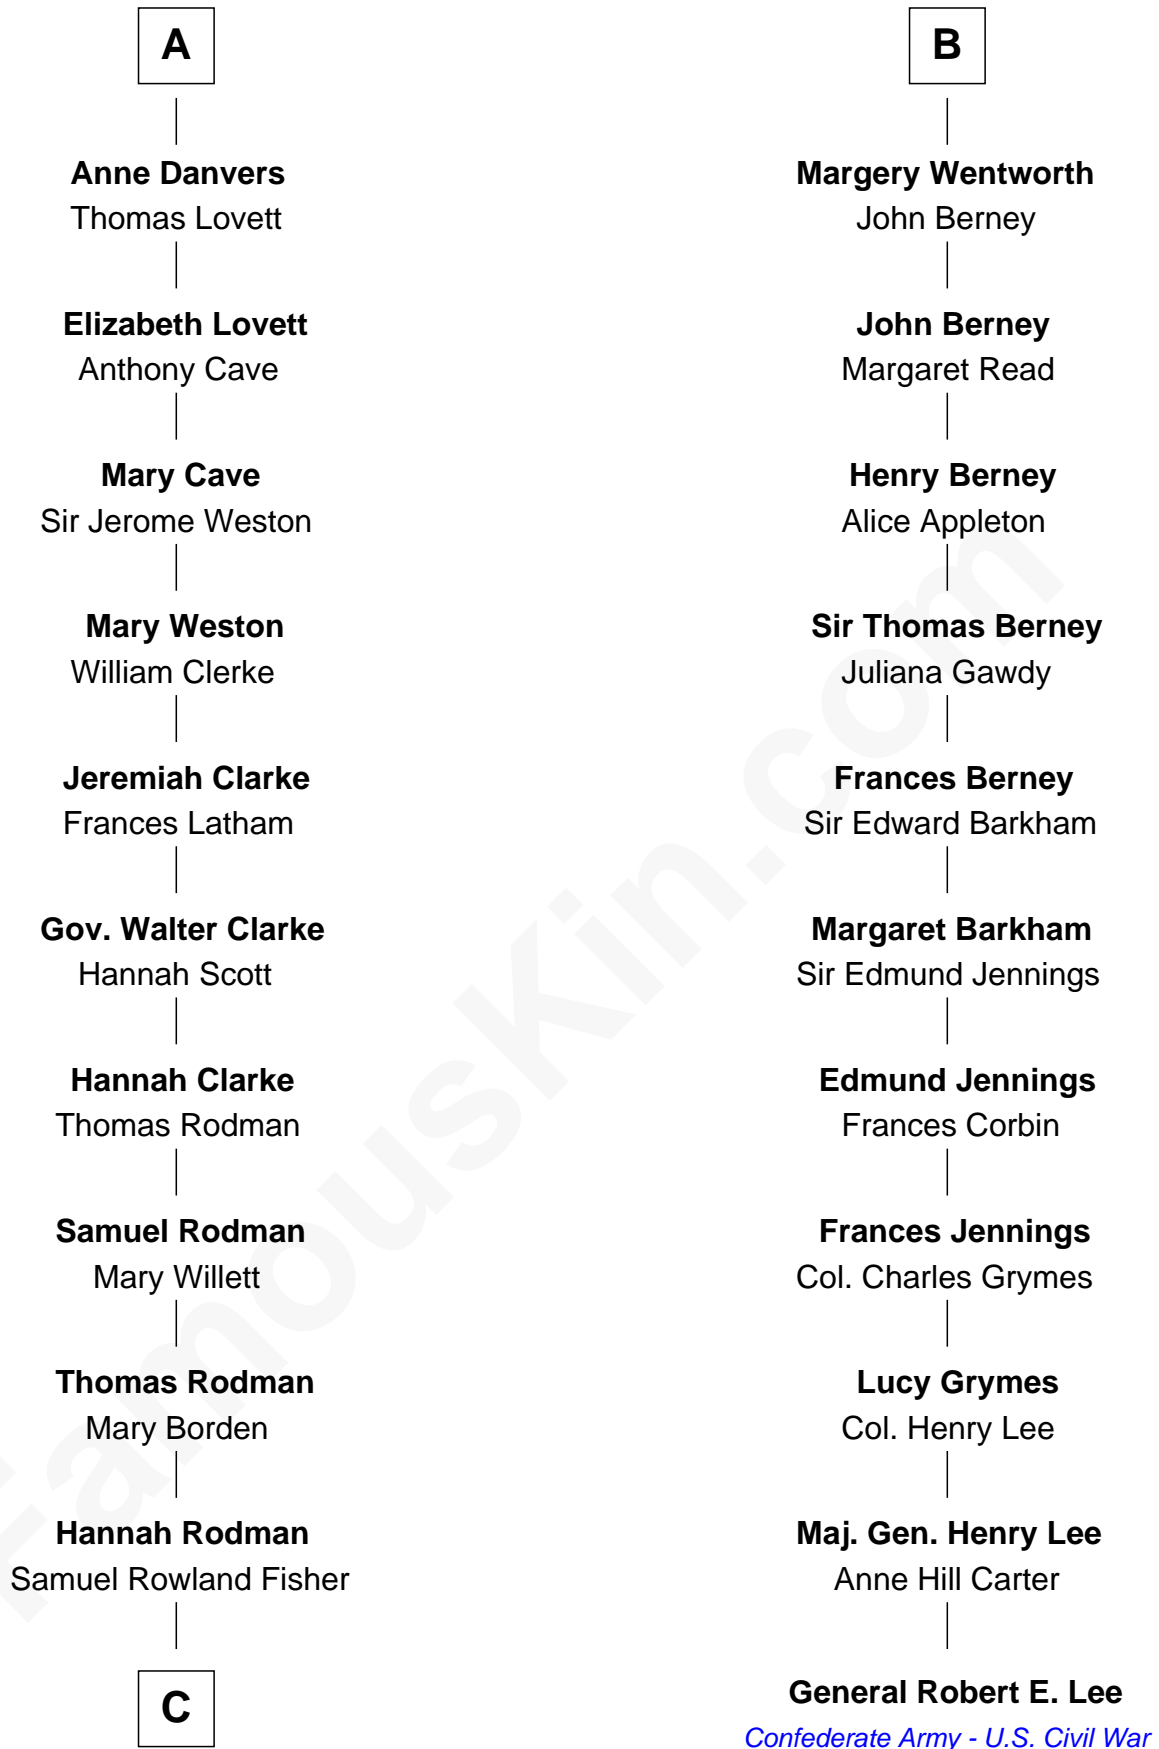 A
Anne Danvers
Thomas Lovett
Elizabeth Lovett
Anthony Cave
Mary Cave
Sir Jerome Weston
Mary Weston
William Clerke
Jeremiah Clarke
Frances Latham
Gov. Walter Clarke
Hannah Scott
Hannah Clarke
Thomas Rodman
Samuel Rodman
Mary Willett
Thomas Rodman
Mary Borden
Hannah Rodman
Samuel Rowland Fisher
C
B
Margery Wentworth
John Berney
John Berney
Margaret Read
Henry Berney
Alice Appleton
Sir Thomas Berney
Juliana Gawdy
Frances Berney
Sir Edward Barkham
Margaret Barkham
Sir Edmund Jennings
Edmund Jennings
Frances Corbin
Frances Jennings
Col. Charles Grymes
Lucy Grymes
Col. Henry Lee
Maj. Gen. Henry Lee
Anne Hill Carter
General Robert E. Lee
Confederate Army - U.S. Civil War
FamousKin.com